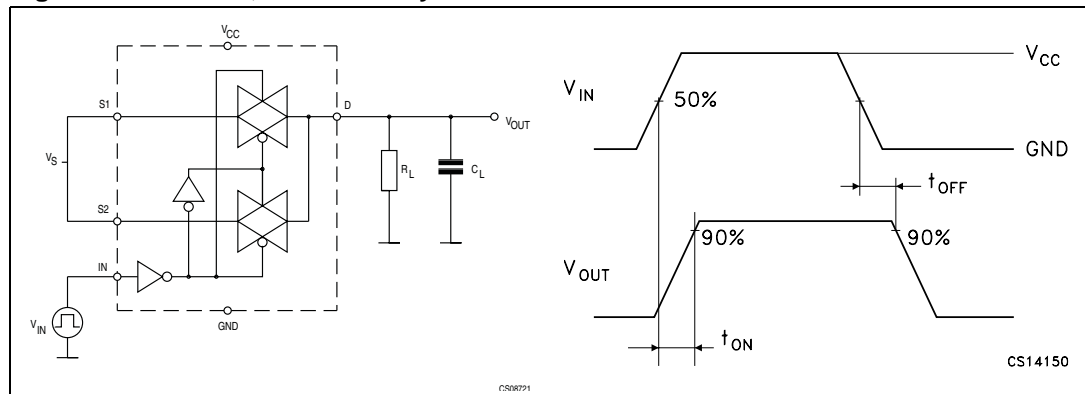 V_CC
S1
D
V_OUT
V_S
R_L
C_L
S2
IN
V_IN
GND
CS08721
V_CC
V_IN
50%
GND
t_OFF
90%
90%
V_OUT
t_ON
CS14150